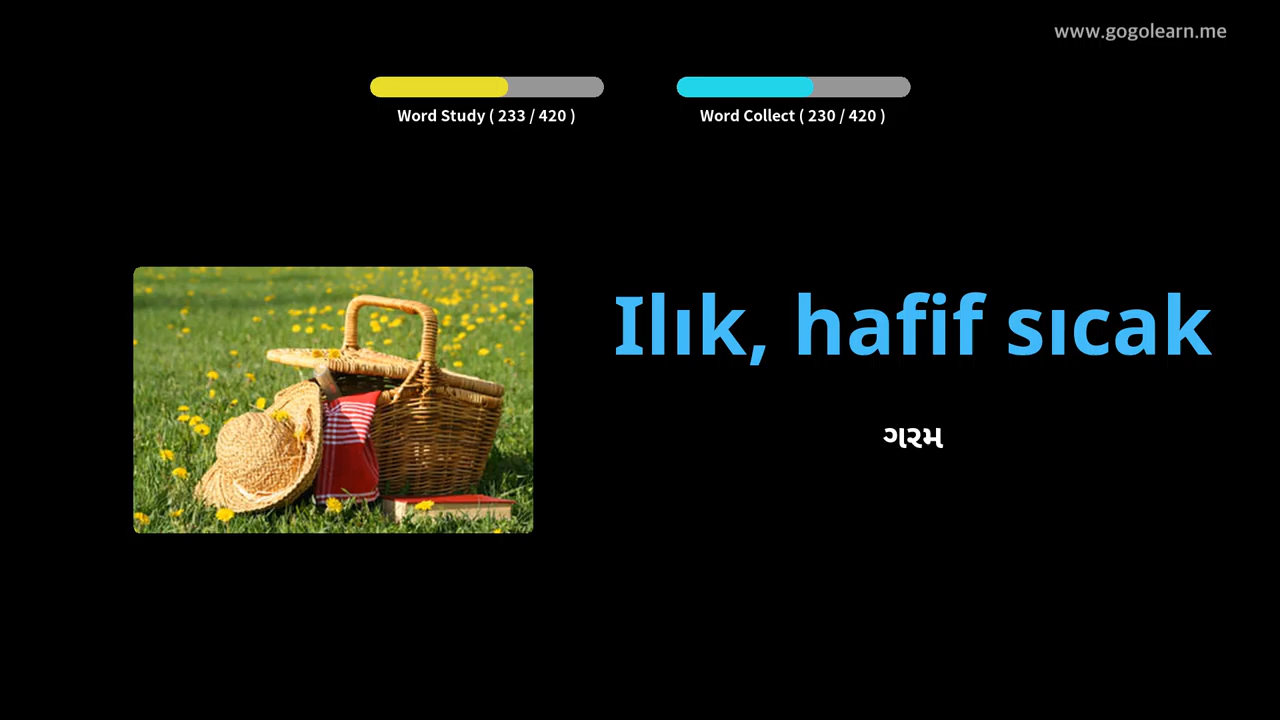 www.gogolearn.me
Word Study ( 233 / 420 )
Word Collect ( 230 / 420 )
Ilık, hafif sıcak
ગરમ